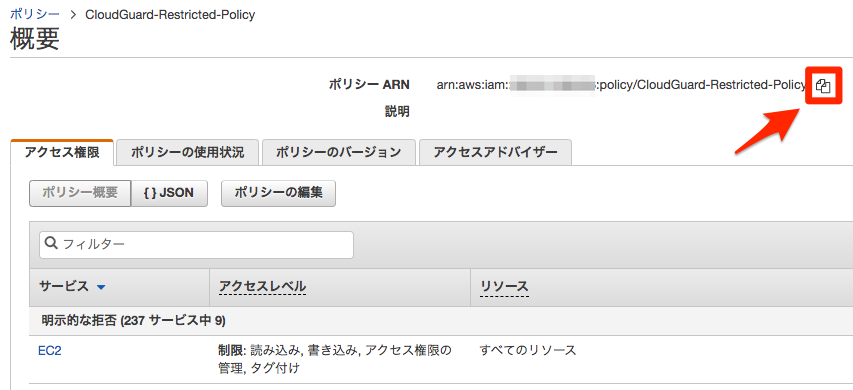 ポリシー > CloudGuard-Restricted-Policy
概要
ポリシー ARN arn:aws:iam: :policy/CloudGuard-Restricted-Policy
説明
アクセス権限 ポリシーの使用状況 ポリシーのバージョン アクセスアドバイザー
ポリシー概要 { } JSON ポリシーの編集
フィルター
サービス アクセスレベル リソース
明示的な拒否 (237 サービス中 9)
EC2 制限: 読み込み, 書き込み, アクセス権限の すべてのリソース
管理, タグ付け